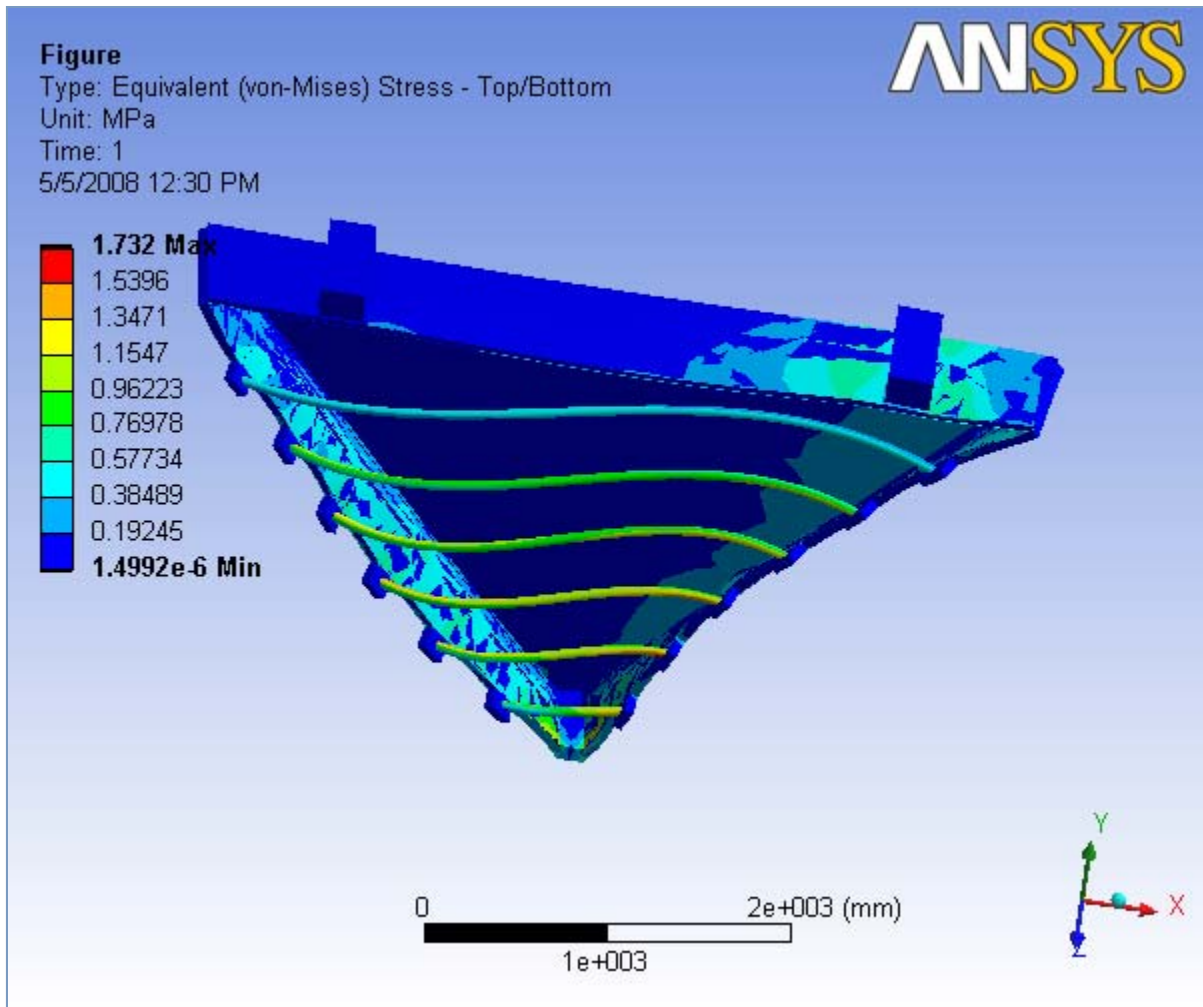 Figure
Type: Equivalent (von-Mises) Stress - Top/Bottom
Unit: MPa
Time: 1
5/5/2008 12:30 PM
ANSYS
1.732 Max
1.5396
1.3471
1.1547
0.96223
0.76978
0.57734
0.38489
0.19245
1.4992e-6 Min
Y
X
Z
0 2e+003 (mm)
1e+003